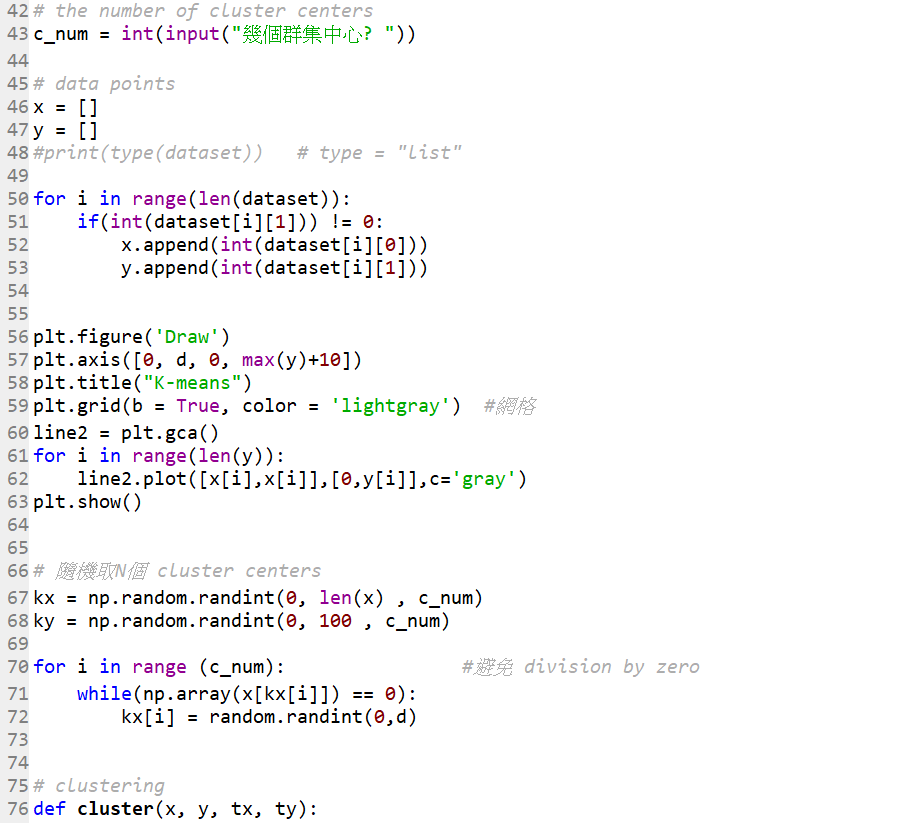 42 # the number of cluster centers
43 c_num = int(input("幾個群集中心? "))
44
45 # data points
46 x = []
47 y = []
48 #print(type(dataset))   # type = "list"
49
50 for i in range(len(dataset)):
51     if(int(dataset[i][1])) != 0:
52         x.append(int(dataset[i][0]))
53         y.append(int(dataset[i][1]))
54
55
56 plt.figure('Draw')
57 plt.axis([0, d, 0, max(y)+10])
58 plt.title("K-means")
59 plt.grid(b = True, color = 'lightgray')  #網格
60 line2 = plt.gca()
61 for i in range(len(y)):
62     line2.plot([x[i],x[i]],[0,y[i]],c='gray')
63 plt.show()
64
65
66 # 隨機取N個 cluster centers
67 kx = np.random.randint(0, len(x) , c_num)
68 ky = np.random.randint(0, 100 , c_num)
69
70 for i in range (c_num):                #避免 division by zero
71     while(np.array(x[kx[i]]) == 0):
72         kx[i] = random.randint(0,d)
73
74
75 # clustering
76 def cluster(x, y, tx, ty):